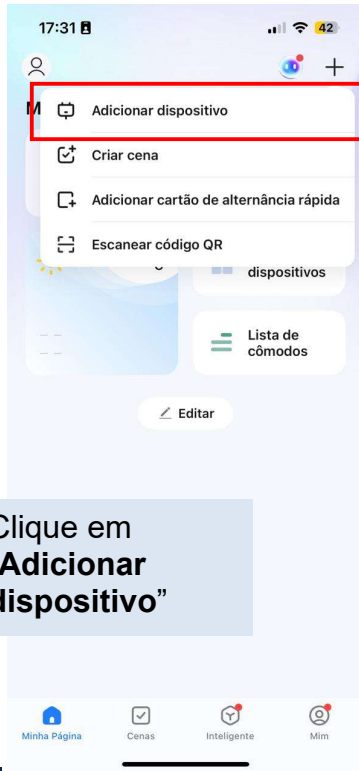 17:31
42
M
Adicionar dispositivo
Criar cena
Adicionar cartão de alternância rápida
Escanear código QR
dispositivos
Lista de
cômodos
Editar
Clique em
Adicionar
dispositivo”
Minha Página Cenas Inteligente Mim